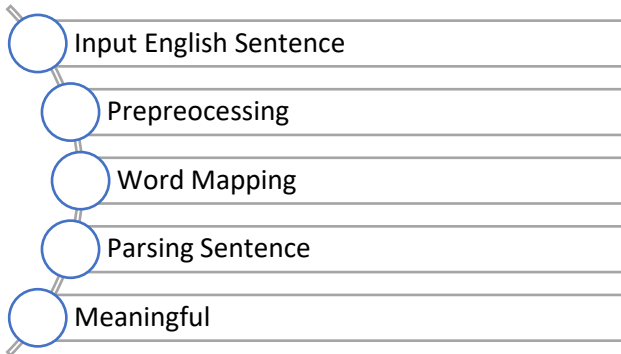 Input English Sentence
Prepreocessing
Word Mapping
Parsing Sentence
Meaningful